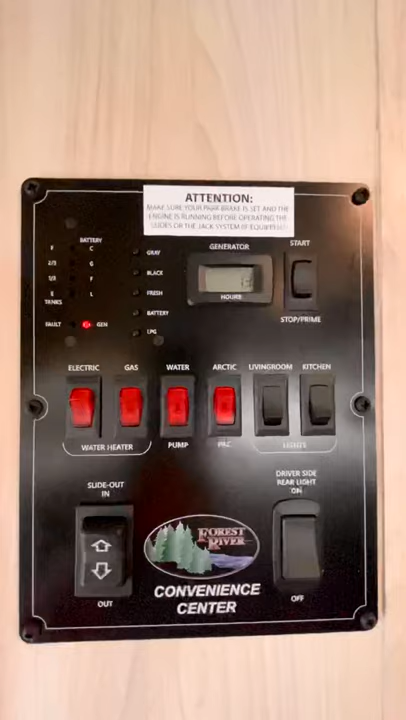 ATTENTION:
MAKE SURE YOUR PARK BRAKE IS SET AND THE
ENGINE IS RUNNING BEFORE OPERATING THE
SLIDES OR THE JACK SYSTEM (IF EQUIPPED)
BATTERY
F C
2/3 G
1/3 F
E L
TANKS
FAULT GEN
GRAY
BLACK
FRESH
BATTERY
LPG
GENERATOR
HOURS
START
STOP/PRIME
ELECTRIC GAS WATER ARCTIC LIVINGROOM KITCHEN
WATER HEATER PUMP PAC LIGHTS
SLIDE-OUT
IN
OUT
FOREST
RIVER
CONVENIENCE
CENTER
DRIVER SIDE
REAR LIGHT
ON
OFF